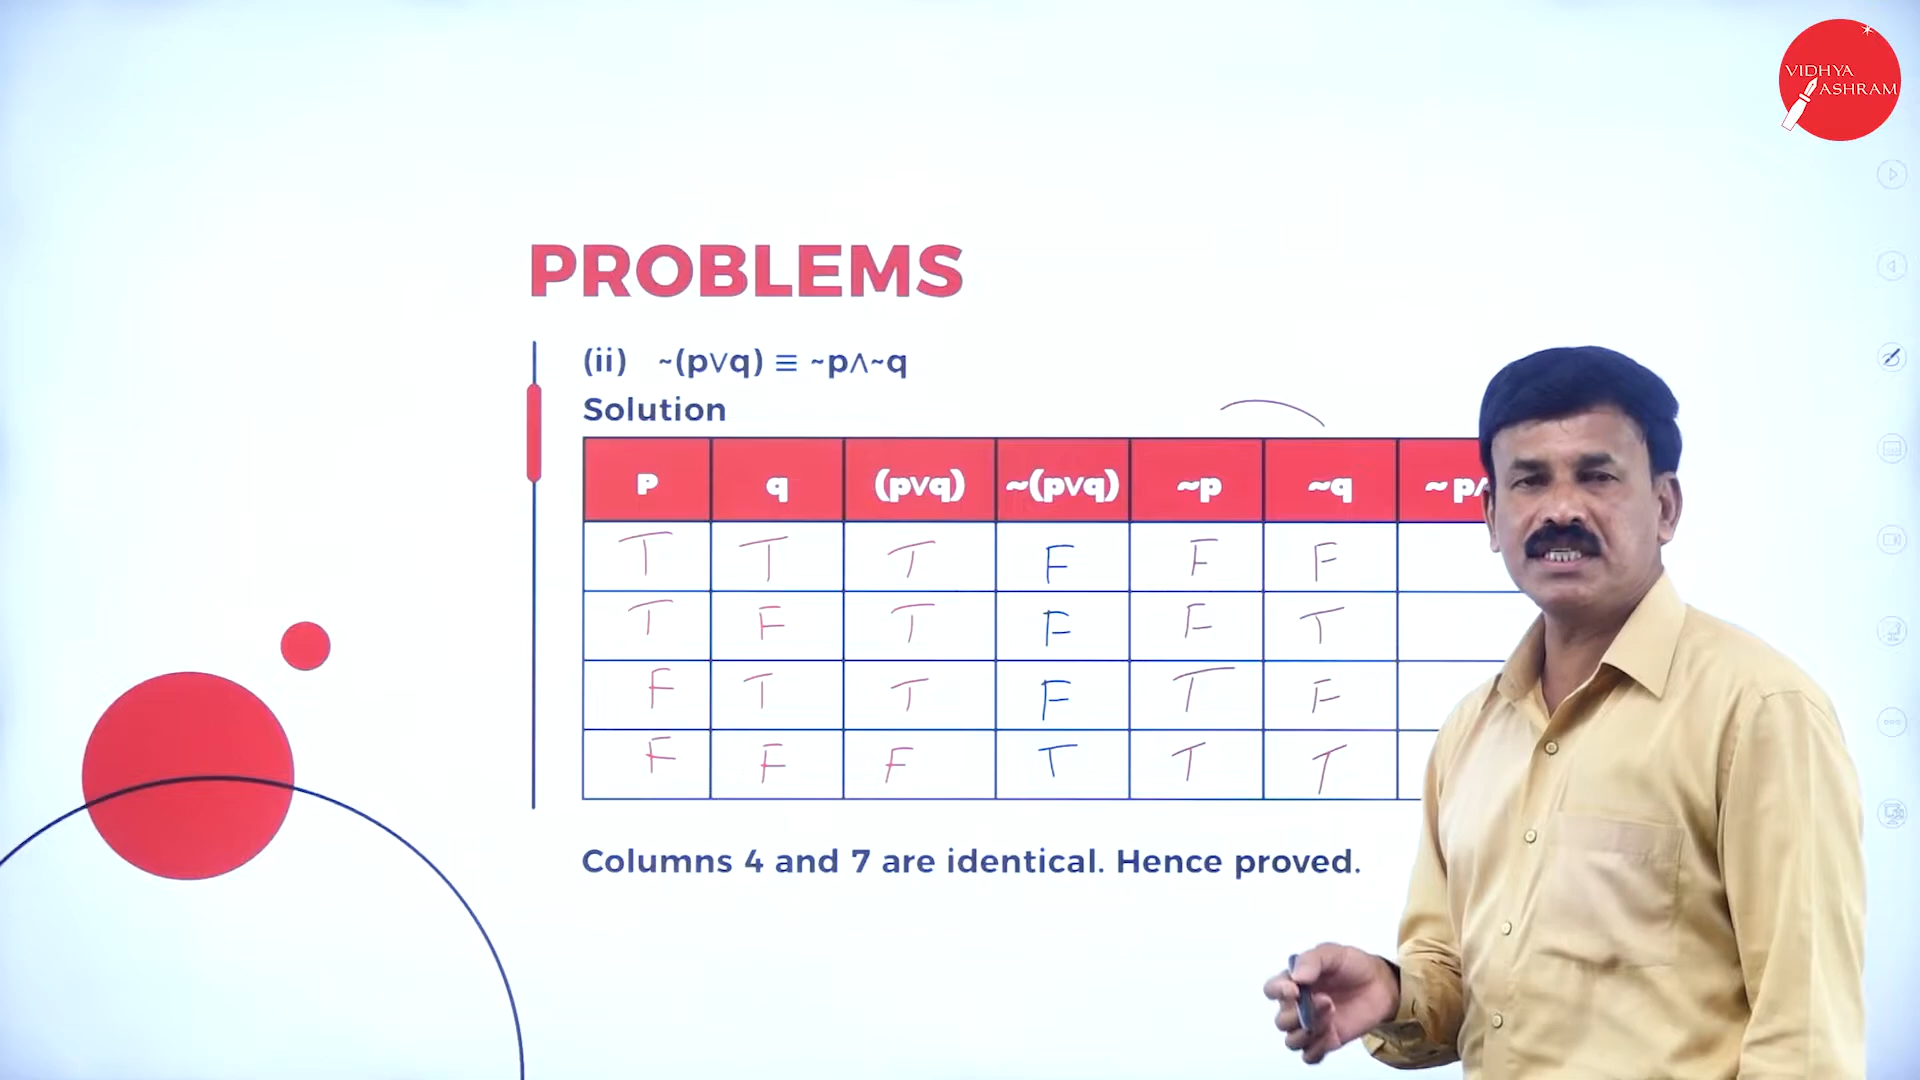 VIDHYA
ASHRAM
PROBLEMS
(ii) ~(p∨q) ≡ ~p∧~q
Solution
P q (p∨q) ~(p∨q) ~p ~q ~p∧
T T T F F F
T F T F F T
F T T F T F
F F F T T T
Columns 4 and 7 are identical. Hence proved.